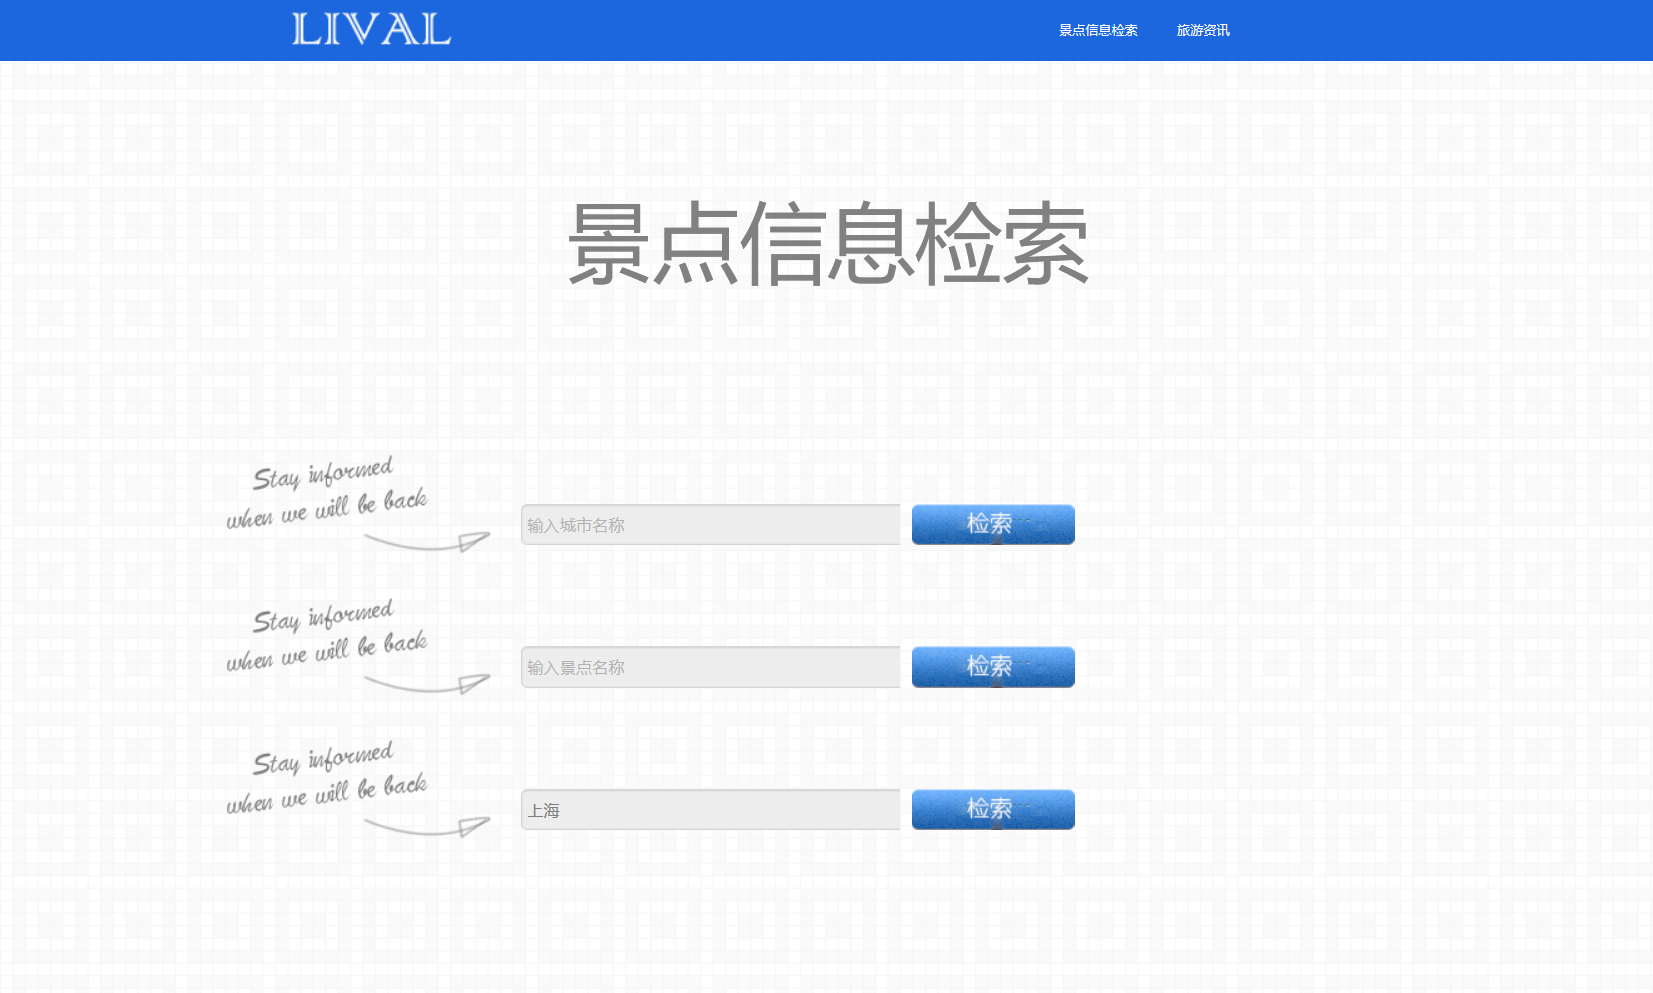 LIVAL
景点信息检索
旅游资讯
景点信息检索
Stay informed
when we will be back
输入城市名称
检索
Stay informed
when we will be back
输入景点名称
检索
Stay informed
when we will be back
上海
检索